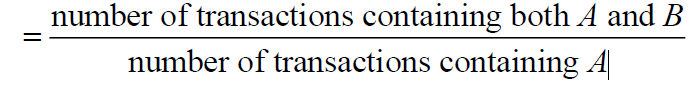 = number of transactions containing both A and B
number of transactions containing A